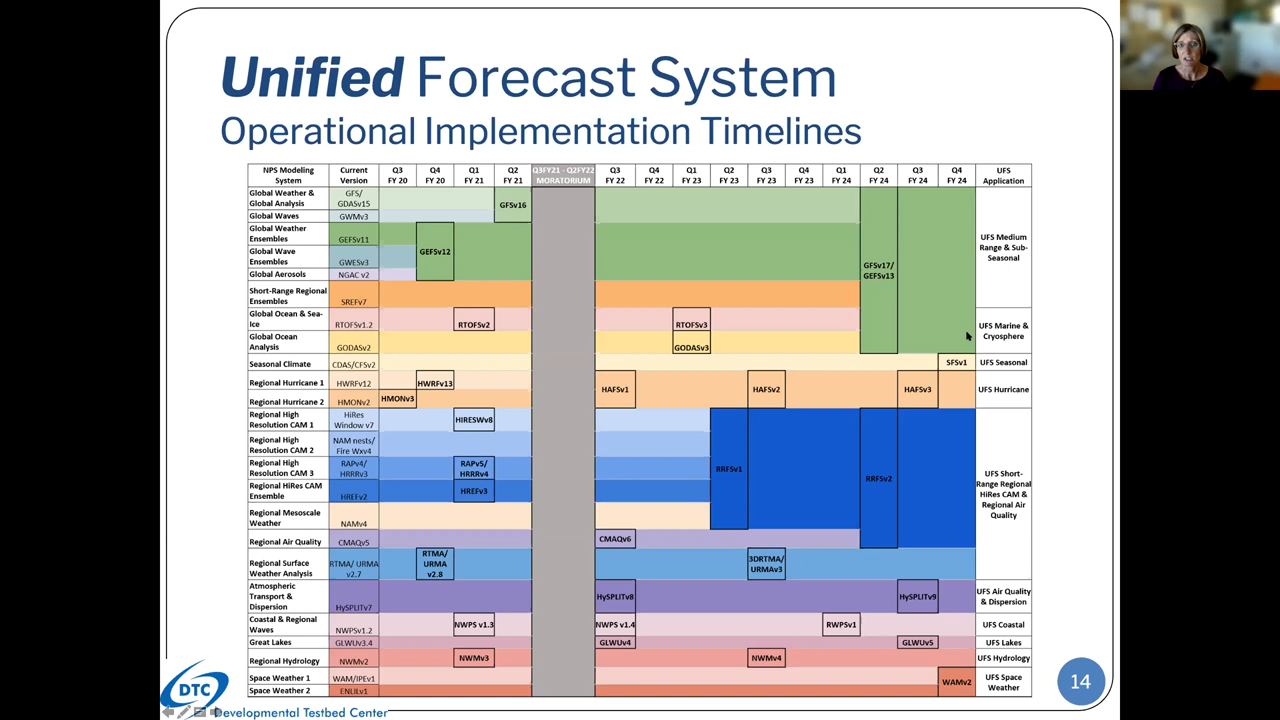 Unified Forecast System
Operational Implementation Timelines
NPS Modeling System Current Version Q3 FY 20 Q4 FY 20 Q1 FY 21 Q2 FY 21 Q3FY21 - Q2FY22 MORATORIUM Q3 FY 22 Q4 FY 22 Q1 FY 23 Q2 FY 23 Q3 FY 23 Q4 FY 23 Q1 FY 24 Q2 FY 24 Q3 FY 24 Q4 FY 24 UFS Application
Global Weather & Global Analysis GFS/ GDASv15 GFSv16
Global Waves GWMv3
Global Weather Ensembles GEFSv11 GEFSv12 GFSv17/ GEFSv13 UFS Medium Range & Sub-Seasonal
Global Wave Ensembles GWESv3
Global Aerosols NGAC v2
Short-Range Regional Ensembles SREFv7
Global Ocean & Sea-Ice RTOFSv1.2 RTOFSv2 RTOFSv3 UFS Marine & Cryosphere
Global Ocean Analysis GODASv2 GODASv3
Seasonal Climate CDAS/CFSv2 SFSv1 UFS Seasonal
Regional Hurricane 1 HWRFv12 HWRFv13 HAFSv1 HAFSv2 HAFSv3 UFS Hurricane
Regional Hurricane 2 HMONv2 HMONv3
Regional High Resolution CAM 1 HiRes Window v7 HIRESWv8
Regional High Resolution CAM 2 NAM nests/ Fire Wxv4
Regional High Resolution CAM 3 RAPv4/ HRRRv3 RAPv5/ HRRRv4 RRFSv1 RRFSv2 UFS Short-Range Regional HiRes CAM & Regional Air Quality
Regional HiRes CAM Ensemble HREFv2 HREFv3
Regional Mesoscale Weather NAMv4
Regional Air Quality CMAQv5 CMAQv6
Regional Surface Weather Analysis RTMA/ URMA v2.7 RTMA/ URMA v2.8 3DRTMA/ URMAv3
Atmospheric Transport & Dispersion HySPLITv7 HySPLITv8 HySPLITv9 UFS Air Quality & Dispersion
Coastal & Regional Waves NWPSv1.2 NWPS v1.3 NWPS v1.4 RWPSv1 UFS Coastal
Great Lakes GLWUv3.4 GLWUv4 GLWUv5 UFS Lakes
Regional Hydrology NWMv2 NWMv3 NWMv4 UFS Hydrology
Space Weather 1 WAM/IPEv1 WAMv2 UFS Space Weather
Space Weather 2 ENLILv1
DTC
Developmental Testbed Center
14